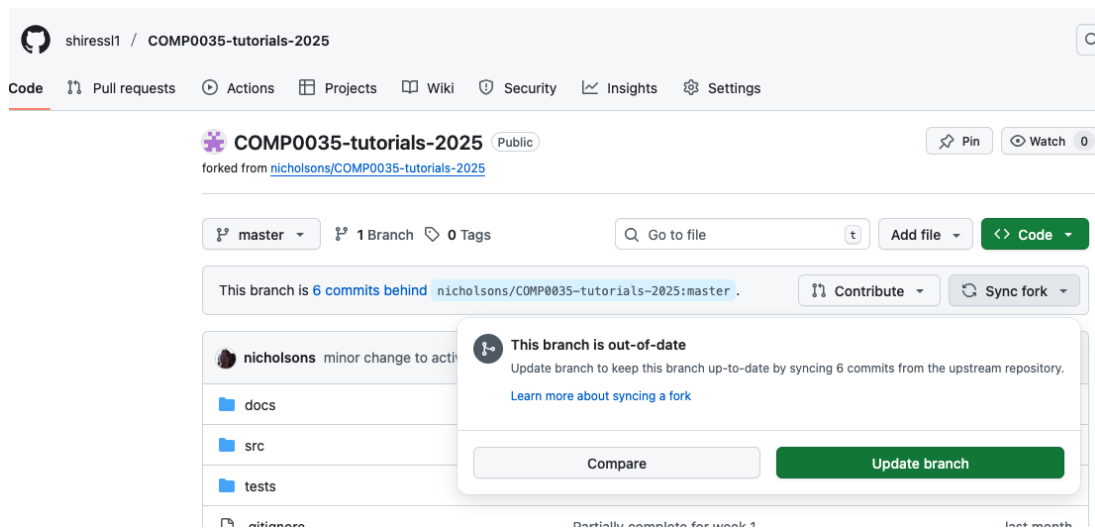 shiressl1 / COMP0035-tutorials-2025
Code Pull requests Actions Projects Wiki Security Insights Settings
COMP0035-tutorials-2025 Public Pin Watch 0
forked from nicholsons/COMP0035-tutorials-2025
master 1 Branch 0 Tags Go to file t Add file <> Code
This branch is 6 commits behind nicholsons/COMP0035-tutorials-2025:master . Contribute Sync fork
nicholsons minor change to
This branch is out-of-date
Update branch to keep this branch up-to-date by syncing 6 commits from the upstream repository.
Learn more about syncing a fork
Compare Update branch
docs
src
tests
.gitignore Partially complete for week 1 last month